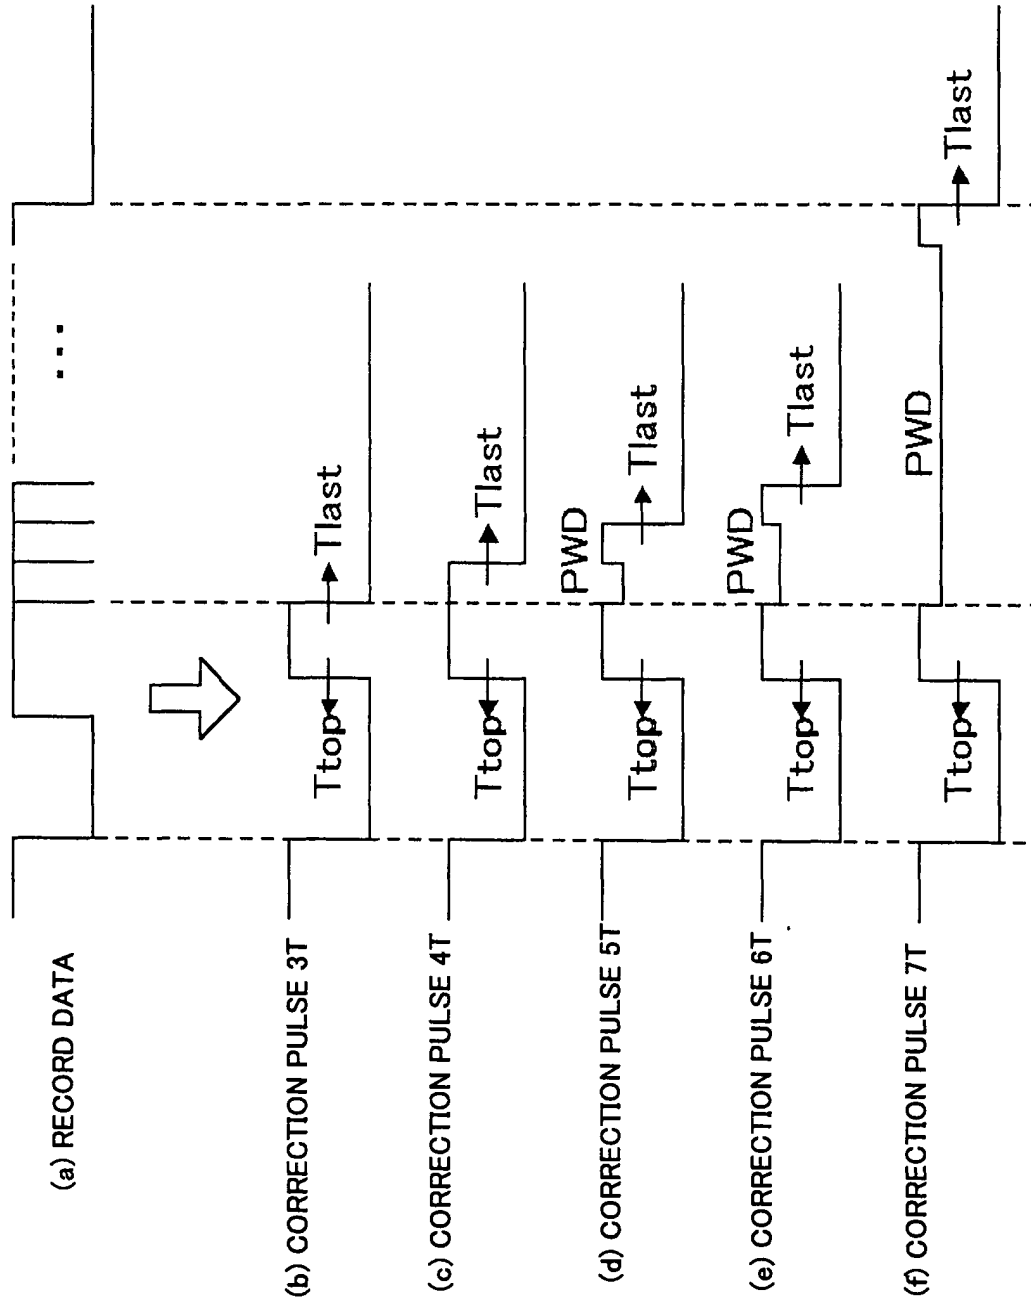 (a) RECORD DATA
...
(b) CORRECTION PULSE 3T
Ttop
Tlast
(c) CORRECTION PULSE 4T
Ttop
Tlast
(d) CORRECTION PULSE 5T
Ttop
PWD
Tlast
(e) CORRECTION PULSE 6T
Ttop
PWD
Tlast
(f) CORRECTION PULSE 7T
Ttop
PWD
Tlast